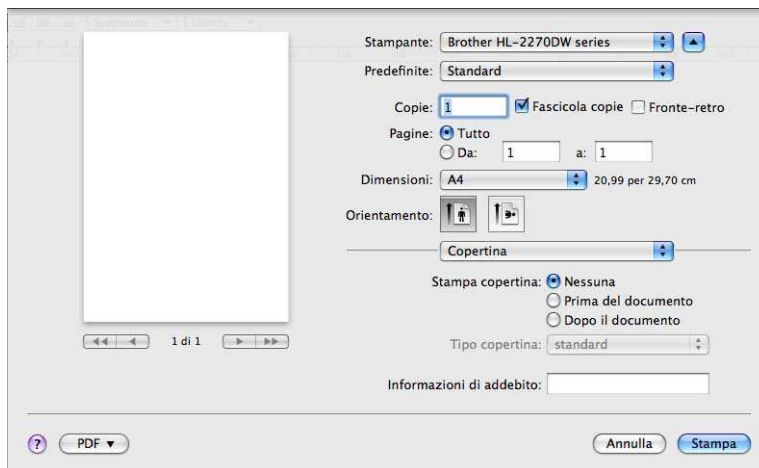 Stampante: Brother HL-2270DW series
Predefinite: Standard
Copie: 1 Fascicola copie Fronte-retro
Pagine: Tutto
Da: 1 a: 1
Dimensioni: A4 20,99 per 29,70 cm
Orientamento:
Copertina
Stampa copertina: Nessuna
Prima del documento
Dopo il documento
1 di 1
Tipo copertina: standard
Informazioni di addebito:
? PDF Annulla Stampa